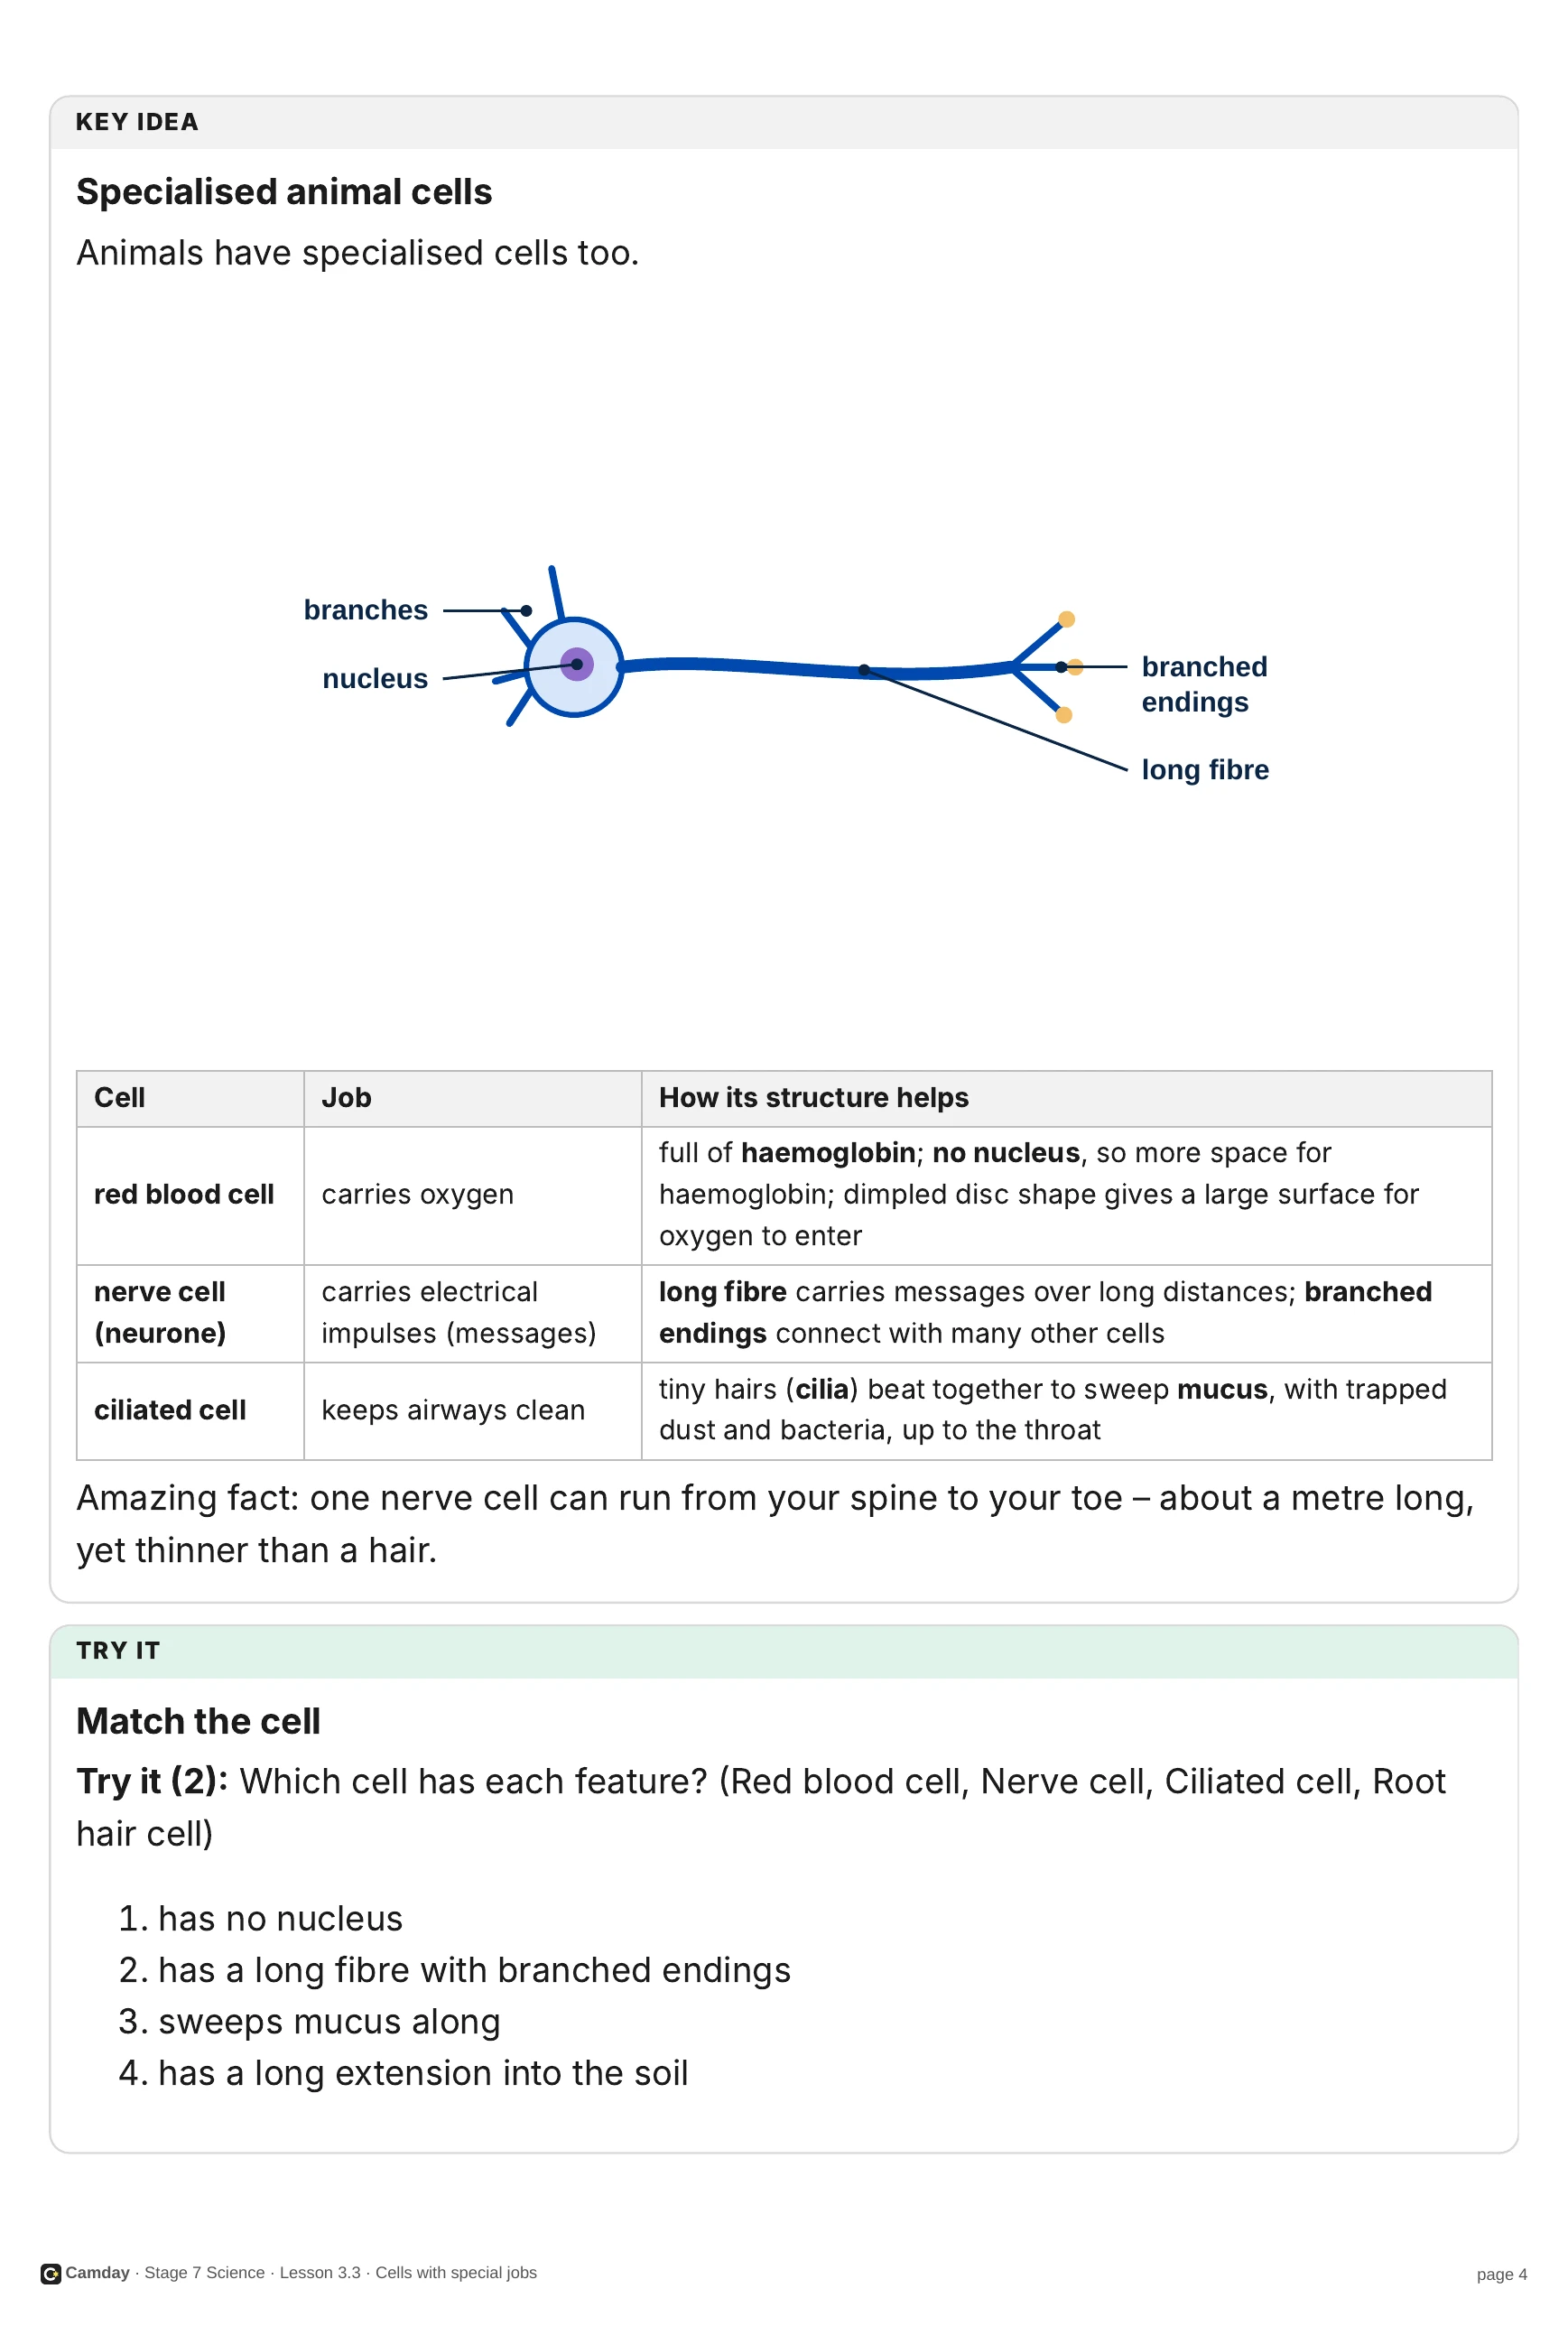 KEY IDEA
Specialised animal cells
Animals have specialised cells too.
branches
nucleus
branched
endings
long fibre
Cell Job How its structure helps
red blood cell carries oxygen full of haemoglobin; no nucleus, so more space for
haemoglobin; dimpled disc shape gives a large surface for
oxygen to enter
nerve cell carries electrical long fibre carries messages over long distances; branched
(neurone) impulses (messages) endings connect with many other cells
ciliated cell keeps airways clean tiny hairs (cilia) beat together to sweep mucus, with trapped
dust and bacteria, up to the throat
Amazing fact: one nerve cell can run from your spine to your toe – about a metre long,
yet thinner than a hair.
TRY IT
Match the cell
Try it (2): Which cell has each feature? (Red blood cell, Nerve cell, Ciliated cell, Root
hair cell)
1. has no nucleus
2. has a long fibre with branched endings
3. sweeps mucus along
4. has a long extension into the soil
Camday · Stage 7 Science · Lesson 3.3 · Cells with special jobs
page 4